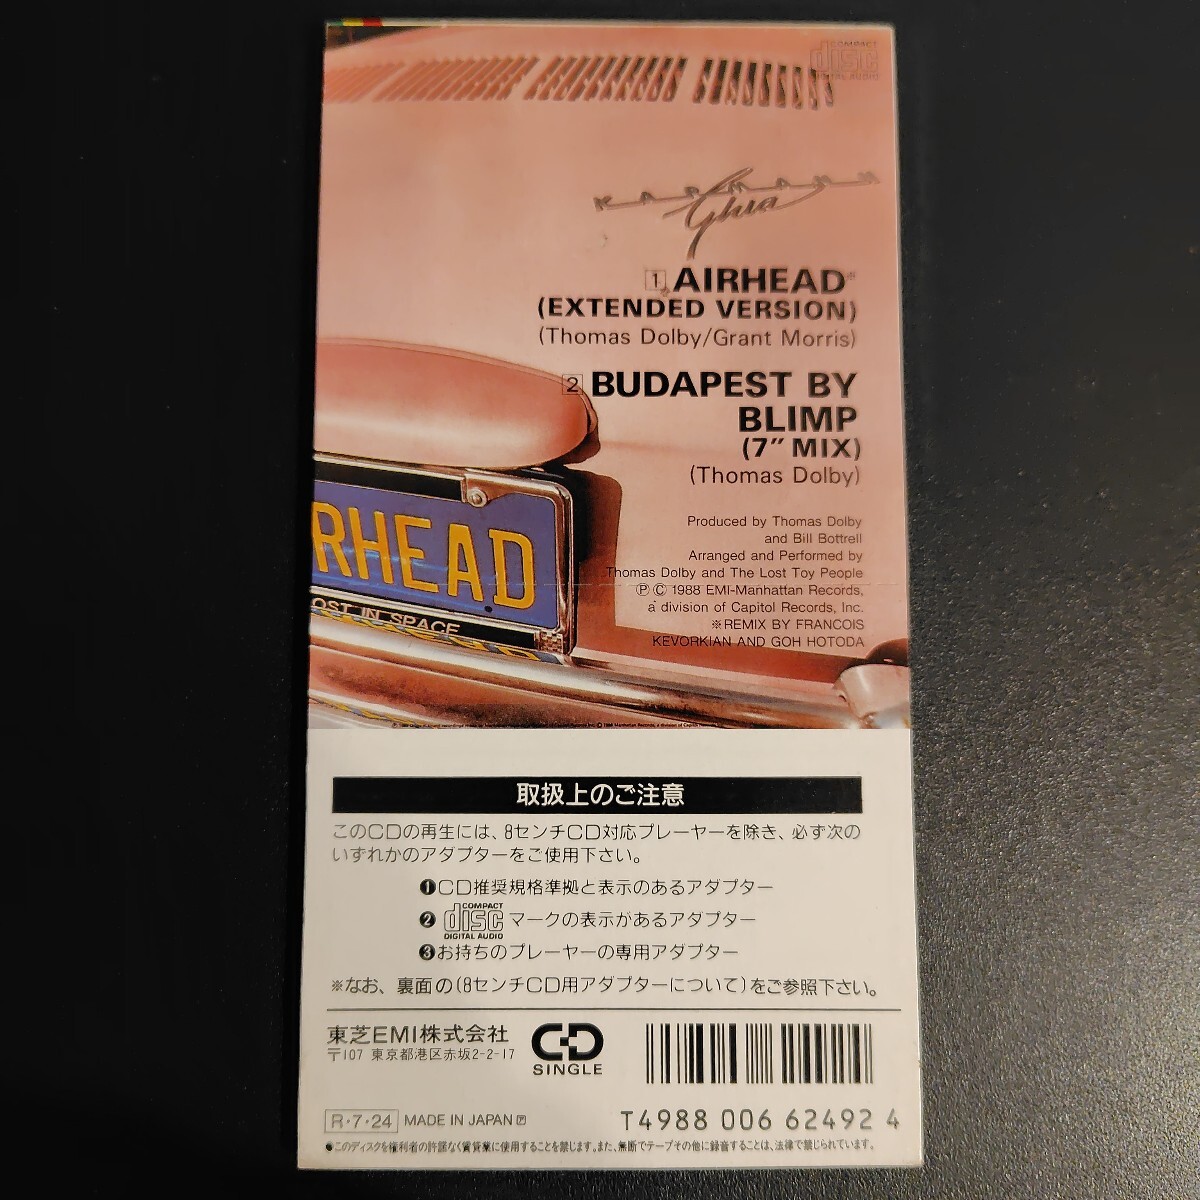 COMPACT
disc
DIGITAL AUDIO
KARMANN
Ghia
1 AIRHEAD※
(EXTENDED VERSION)
(Thomas Dolby/Grant Morris)
2 BUDAPEST BY
BLIMP
(7″ MIX)
(Thomas Dolby)
Produced by Thomas Dolby
and Bill Bottrell
Arranged and Performed by
Thomas Dolby and The Lost Toy People
Ⓟ Ⓒ 1988 EMI-Manhattan Records,
a division of Capitol Records, Inc.
※REMIX BY FRANCOIS
KEVORKIAN AND GOH HOTODA
RHEAD
OST IN SPACE
取扱上のご注意
このCDの再生には、8センチCD対応プレーヤーを除き、必ず次の
いずれかのアダプターをご使用下さい。
❶CD推奨規格準拠と表示のあるアダプター
❷ COMPACT disc DIGITAL AUDIO マークの表示があるアダプター
❸お持ちのプレーヤーの専用アダプター
※なお、裏面の(8センチCD用アダプターについて)をご参照下さい。
東芝EMI株式会社
〒107 東京都港区赤坂2-2-17
CD
SINGLE
R・7・24 MADE IN JAPAN
T4988 006 62492 4
●このディスクを権利者の許諾なく賃貸業に使用することを禁じます。また、無断でテープその他に録音することは、法律で禁じられています。